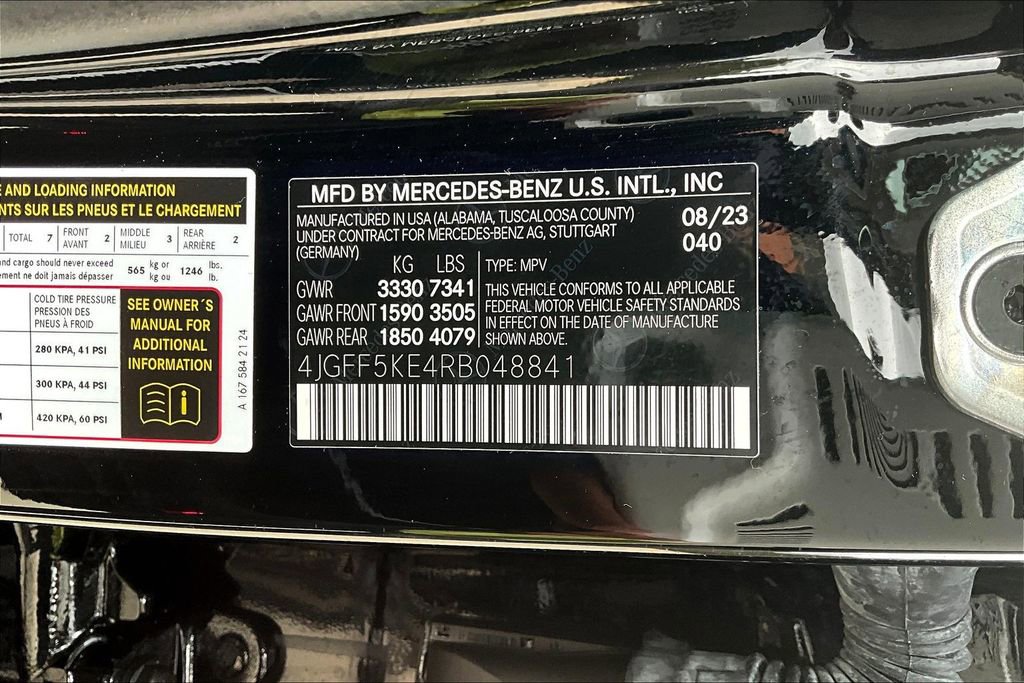 E AND LOADING INFORMATION
NTS SUR LES PNEUS ET LE CHARGEMENT
TOTAL 7 FRONT AVANT 2 MIDDLE MILIEU 3 REAR ARRIÈRE 2
and cargo should never exceed 565 kg or 1246 lbs.
ement ne doit jamais dépasser kg ou lb.
COLD TIRE PRESSURE
PRESSION DES
PNEUS À FROID
280 KPA, 41 PSI
300 KPA, 44 PSI
420 KPA, 60 PSI
SEE OWNER´S
MANUAL FOR
ADDITIONAL
INFORMATION
A 167 584 21 24
MFD BY MERCEDES-BENZ U.S. INTL., INC
MANUFACTURED IN USA (ALABAMA, TUSCALOOSA COUNTY)
UNDER CONTRACT FOR MERCEDES-BENZ AG, STUTTGART
(GERMANY)
08/23
040
KG LBS
GVWR 3330 7341
GAWR FRONT 1590 3505
GAWR REAR 1850 4079
TYPE: MPV
THIS VEHICLE CONFORMS TO ALL APPLICABLE
FEDERAL MOTOR VEHICLE SAFETY STANDARDS
IN EFFECT ON THE DATE OF MANUFACTURE
SHOWN ABOVE.
4JGFF5KE4RB048841